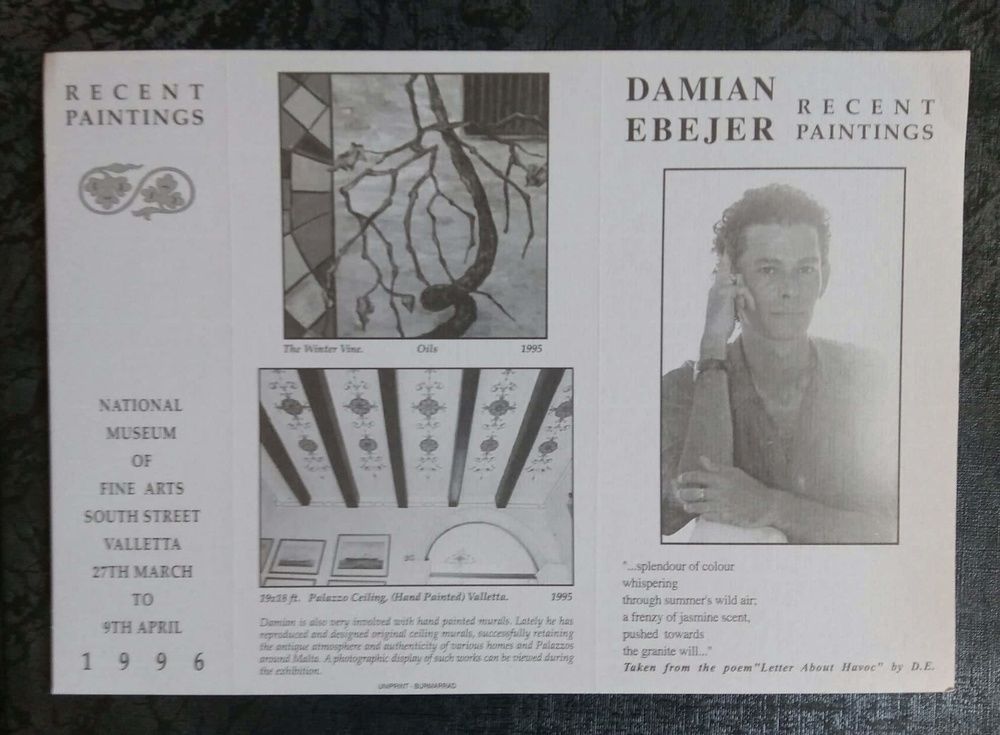 RECENT
PAINTINGS
NATIONAL
MUSEUM
OF
FINE ARTS
SOUTH STREET
VALLETTA
27TH MARCH
TO
9TH APRIL
1996
The Winter Vine. Oils 1995
19x18 ft. Palazzo Ceiling, (Hand Painted) Valletta. 1995
Damian is also very involved with hand painted murals. Lately he has
reproduced and designed original ceiling murals, successfully retaining
the antique atmosphere and authenticity of various homes and Palazzos
around Malta. A photographic display of such works can be viewed during
the exhibition.
UNIPRINT - BURMARRAD
DAMIAN
EBEJER
RECENT
PAINTINGS
"...splendour of colour
whispering
through summer's wild air;
a frenzy of jasmine scent,
pushed towards
the granite will..."
Taken from the poem "Letter About Havoc" by D.E.